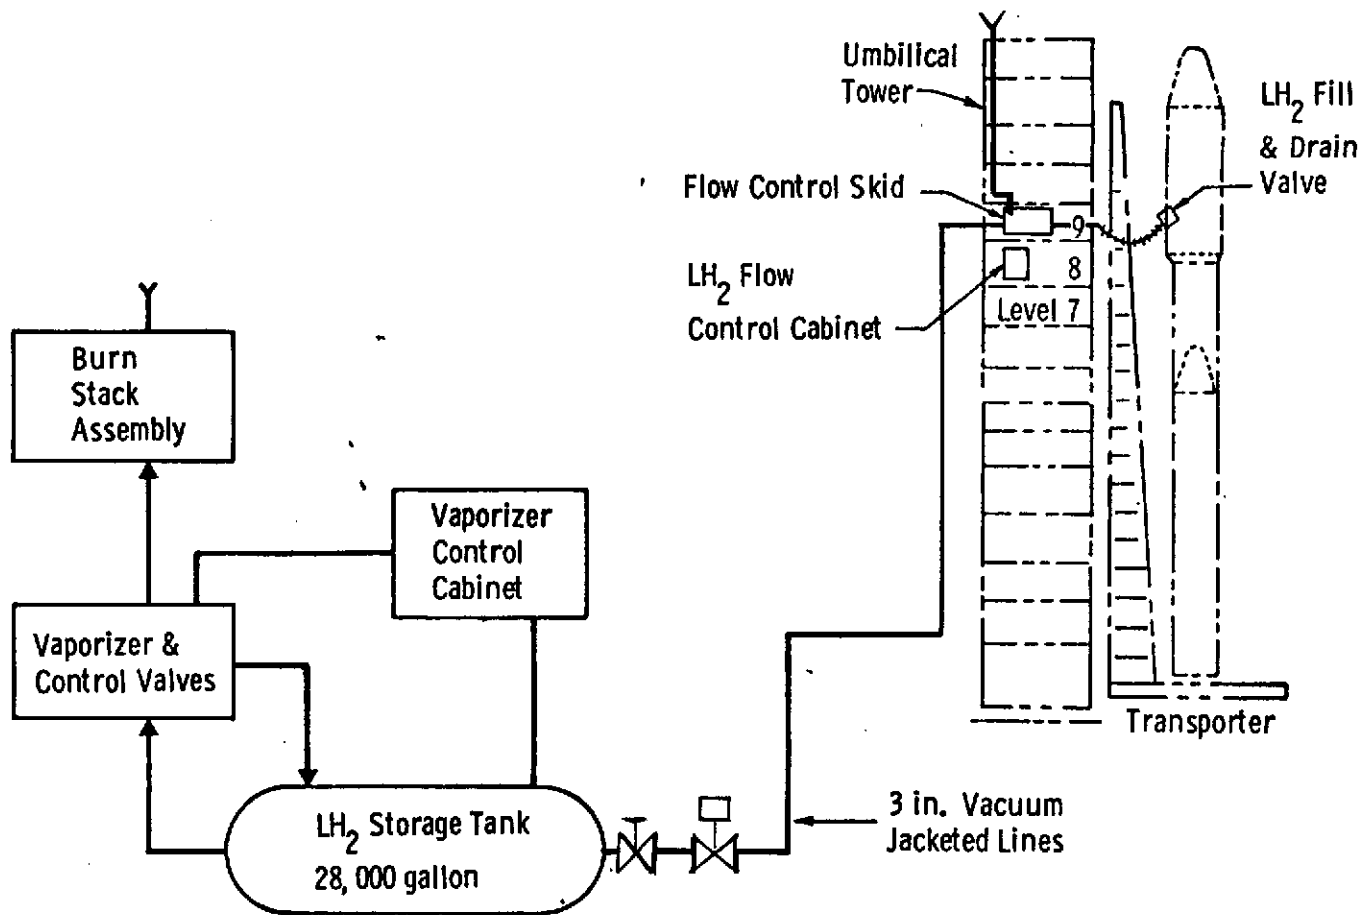 Umbilical
Tower
LH2 Fill
& Drain
Valve
Flow Control Skid
9
8
LH2 Flow
Control Cabinet
Level 7
Burn
Stack
Assembly
Vaporizer
Control
Cabinet
Vaporizer &
Control Valves
Transporter
LH2 Storage Tank
28,000 gallon
3 in. Vacuum
Jacketed Lines